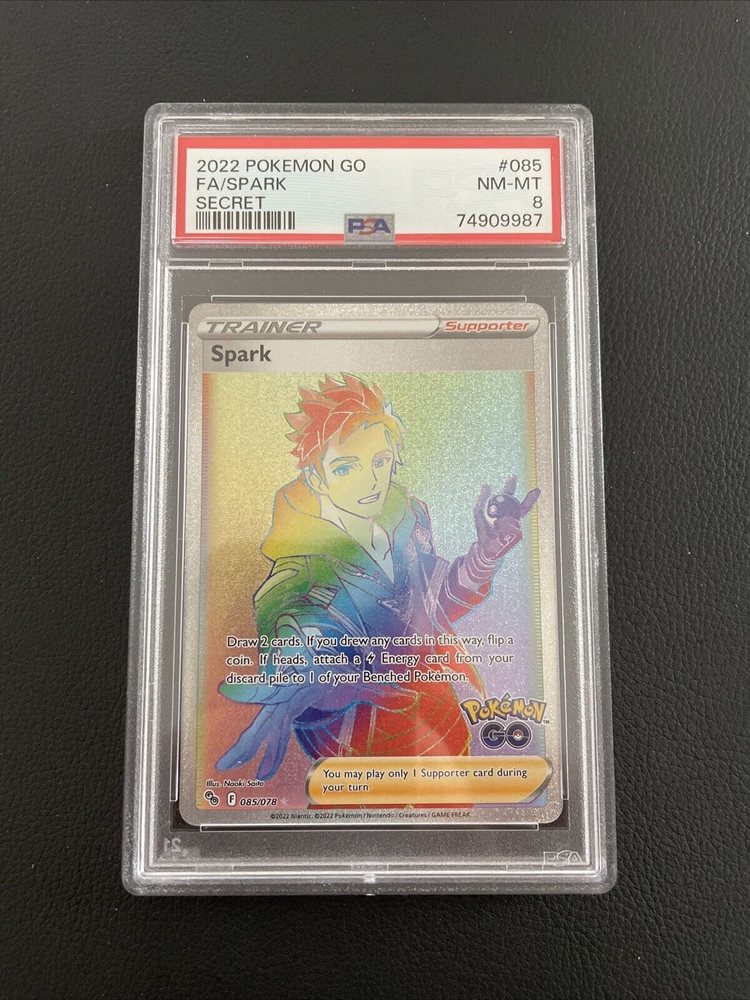 2022 POKEMON GO #085
FA/SPARK NM-MT
SECRET 8
PSA 74909987
TRAINER Supporter
Spark
Draw 2 cards. If you drew any cards in this way, flip a
coin. If heads, attach a Energy card from your
discard pile to 1 of your Benched Pokémon.
POKéMON
GO
You may play only 1 Supporter card during
your turn.
Illus. Naoki Saito
F 085/078
©2022 Niantic. ©2022 Pokémon / Nintendo / Creatures / GAME FREAK
PSA